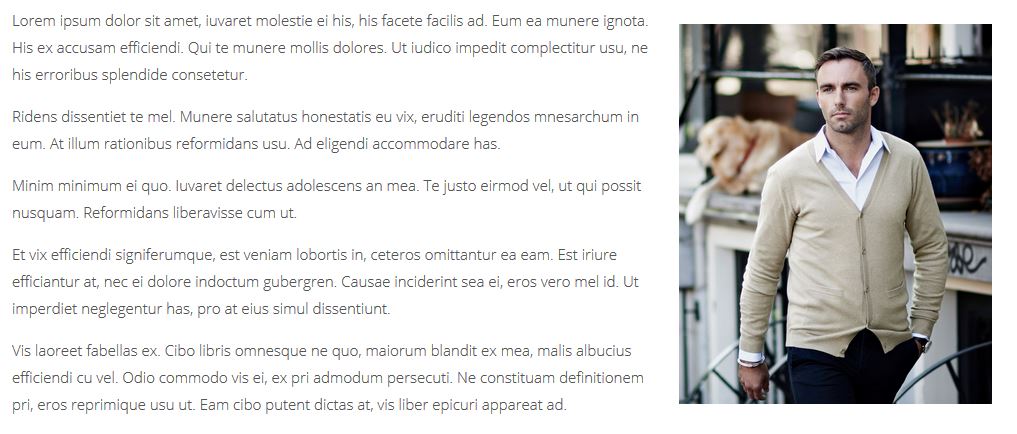 Lorem ipsum dolor sit amet, iuvaret molestie ei his, his facete facilis ad. Eum ea munere ignota.
His ex accusam efficiendi. Qui te munere mollis dolores. Ut iudico impedit complectitur usu, ne
his erroribus splendide consetetur.
Ridens dissentiet te mel. Munere salutatus honestatis eu vix, eruditi legendos mnesarchum in
eum. At illum rationibus reformidans usu. Ad eligendi accommodare has.
Minim minimum ei quo. Iuvaret delectus adolescens an mea. Te justo eirmod vel, ut qui possit
nusquam. Reformidans liberavisse cum ut.
Et vix efficiendi signiferumque, est veniam lobortis in, ceteros omittantur ea eam. Est iriure
efficiantur at, nec ei dolore indoctum gubergren. Causae inciderint sea ei, eros vero mel id. Ut
imperdiet neglegentur has, pro at eius simul dissentiunt.
Vis laoreet fabellas ex. Cibo libris omnesque ne quo, maiorum blandit ex mea, malis albucius
efficiendi cu vel. Odio commodo vis ei, ex pri admodum persecuti. Ne constituam definitionem
pri, eros reprimique usu ut. Eam cibo putent dictas at, vis liber epicuri appareat ad.